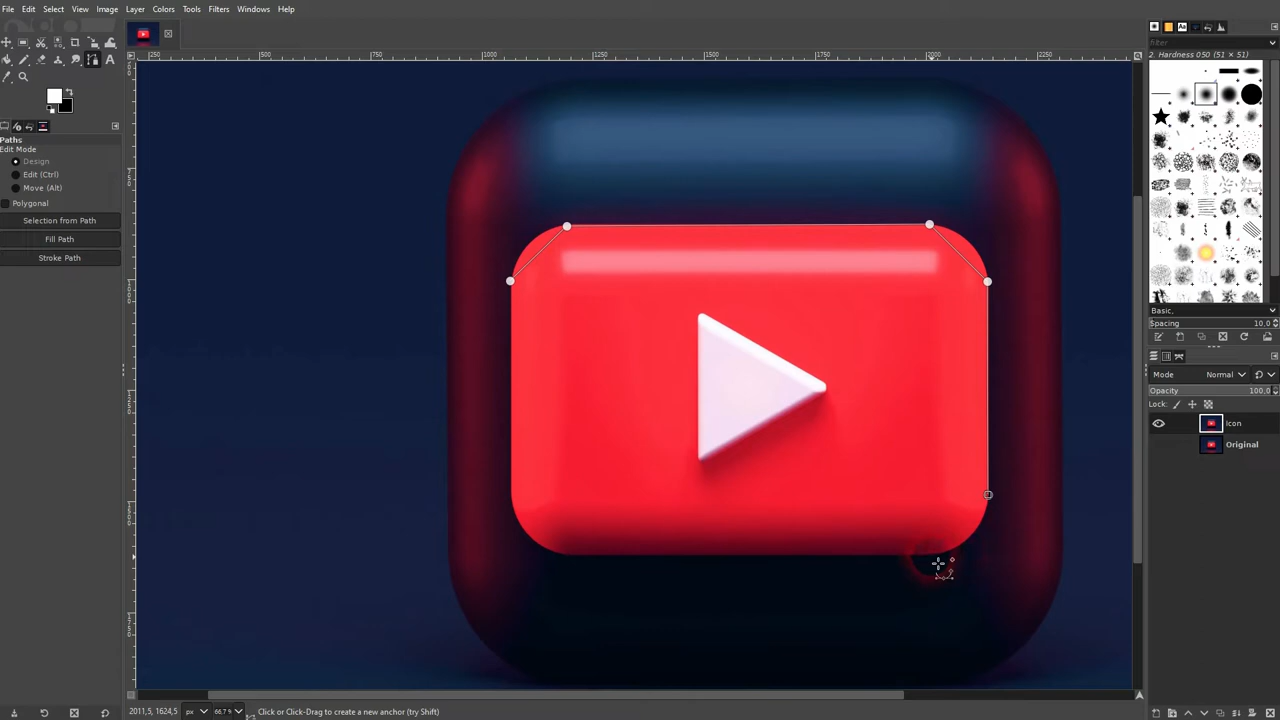 File Edit Select View Image Layer Colors Tools Filters Windows Help
Paths
Edit Mode
Design
Edit (Ctrl)
Move (Alt)
Polygonal
Selection from Path
Fill Path
Stroke Path
250 500 750 1000 1250 1500 1750 2000 2250
filter
2. Hardness 050 (51 × 51)
Basic,
Spacing 10,0
Mode Normal
Opacity 100,0
Lock:
Icon
Original
2011,5, 1624,5 px 66,7 % Click or Click-Drag to create a new anchor (try Shift)